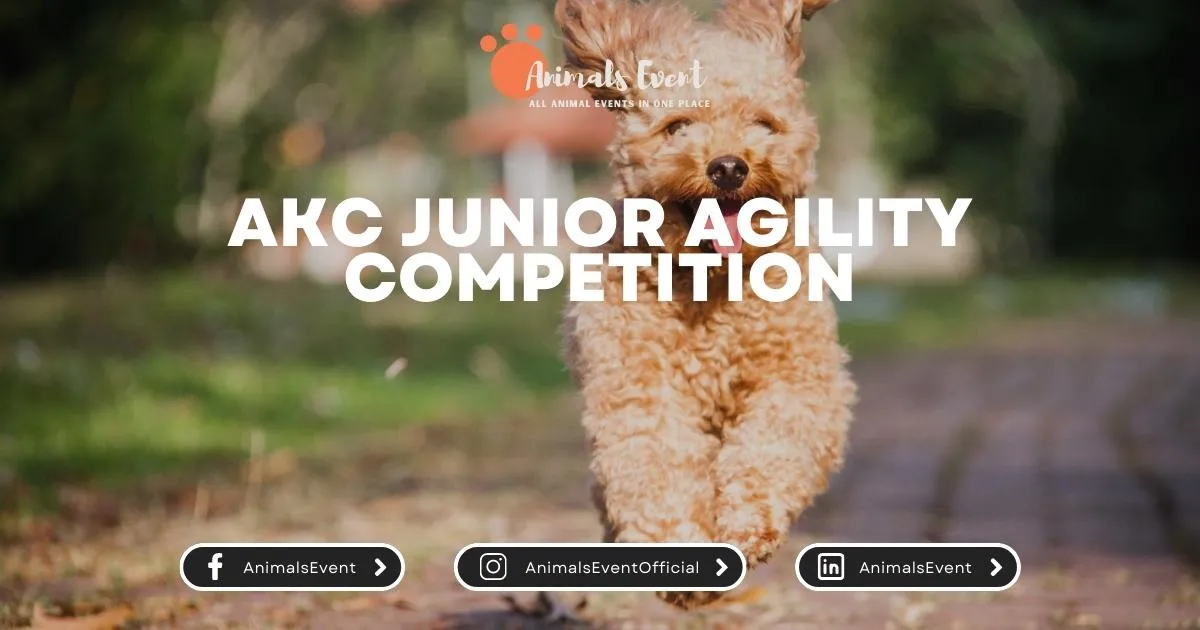 Animals Event
ALL ANIMAL EVENTS IN ONE PLACE
AKC JUNIOR AGILITY
COMPETITION
AnimalsEvent
AnimalsEventOfficial
AnimalsEvent